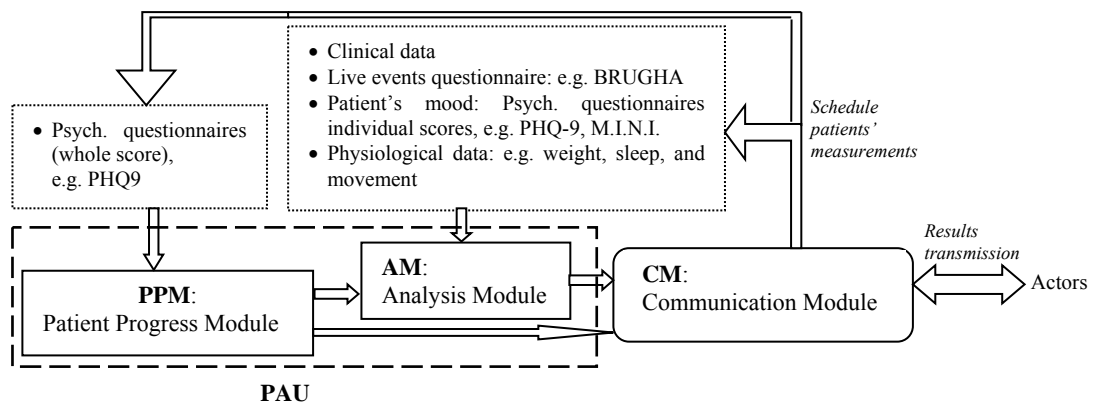 • Clinical data
• Live events questionnaire: e.g. BRUGHA
• Patient's mood: Psych. questionnaires
individual scores, e.g. PHQ-9, M.I.N.I.
• Physiological data: e.g. weight, sleep, and
movement
• Psych. questionnaires
(whole score),
e.g. PHQ9
Schedule
patients'
measurements
PPM:
Patient Progress Module
AM:
Analysis Module
CM:
Communication Module
Results
transmission
Actors
PAU